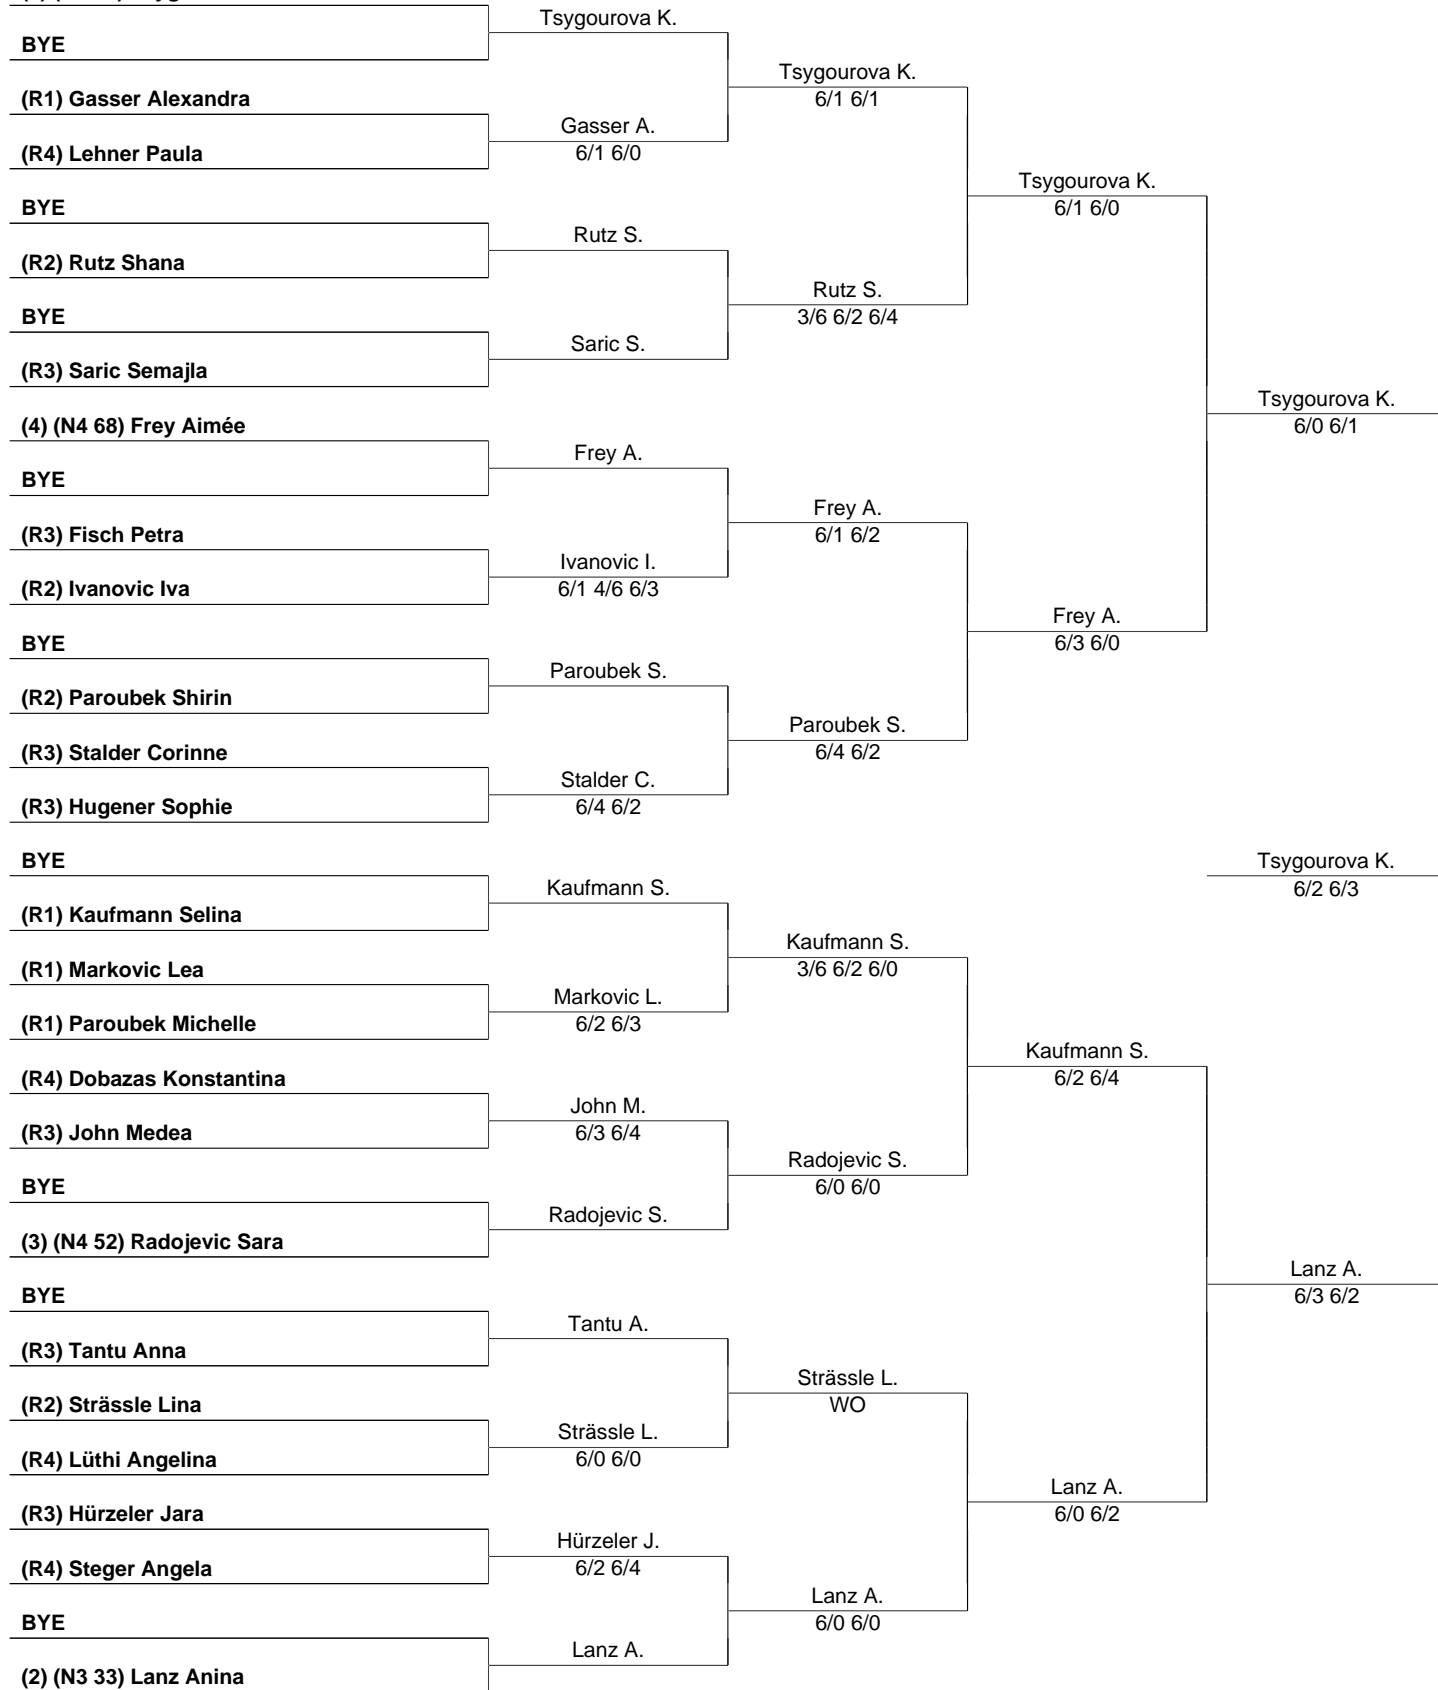 BYE
(R1) Gasser Alexandra
(R4) Lehner Paula
BYE
(R2) Rutz Shana
BYE
(R3) Saric Semajla
(4) (N4 68) Frey Aimée
BYE
(R3) Fisch Petra
(R2) Ivanovic Iva
BYE
(R2) Paroubek Shirin
(R3) Stalder Corinne
(R3) Hugener Sophie
BYE
(R1) Kaufmann Selina
(R1) Markovic Lea
(R1) Paroubek Michelle
(R4) Dobazas Konstantina
(R3) John Medea
BYE
(3) (N4 52) Radojevic Sara
BYE
(R3) Tantu Anna
(R2) Strässle Lina
(R4) Lüthi Angelina
(R3) Hürzeler Jara
(R4) Steger Angela
BYE
(2) (N3 33) Lanz Anina
Tsygourova K.
Gasser A.
6/1 6/0
Rutz S.
Saric S.
Frey A.
Ivanovic I.
6/1 4/6 6/3
Paroubek S.
Stalder C.
6/4 6/2
Kaufmann S.
Markovic L.
6/2 6/3
John M.
6/3 6/4
Radojevic S.
Tantu A.
Strässle L.
6/0 6/0
Hürzeler J.
6/2 6/4
Lanz A.
Tsygourova K.
6/1 6/1
Rutz S.
3/6 6/2 6/4
Frey A.
6/1 6/2
Paroubek S.
6/4 6/2
Kaufmann S.
3/6 6/2 6/0
Radojevic S.
6/0 6/0
Strässle L.
WO
Lanz A.
6/0 6/0
Tsygourova K.
6/1 6/0
Frey A.
6/3 6/0
Kaufmann S.
6/2 6/4
Lanz A.
6/0 6/2
Tsygourova K.
6/0 6/1
Tsygourova K.
6/2 6/3
Lanz A.
6/3 6/2